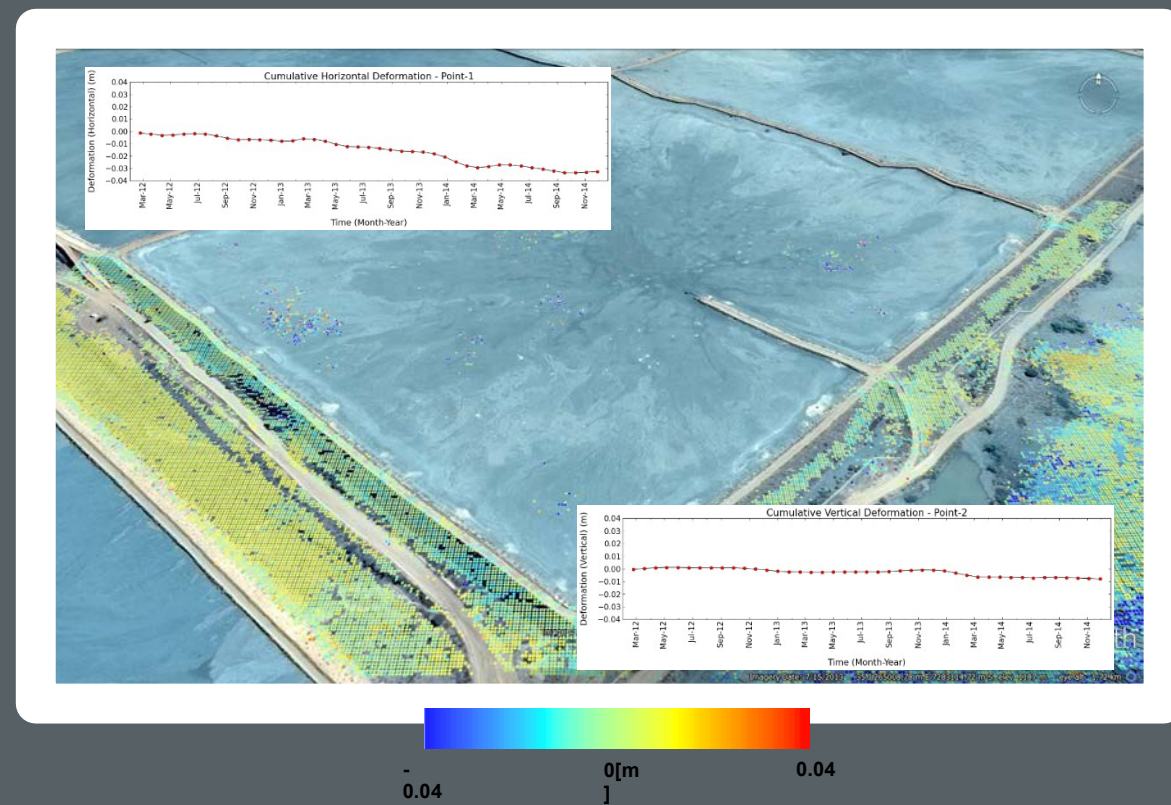 Cumulative Horizontal Deformation - Point-1
Deformation (Horizontal) (m)
0.04
0.03
0.02
0.01
0.00
−0.01
−0.02
−0.03
−0.04
Mar-12 May-12 Jul-12 Sep-12 Nov-12 Jan-13 Mar-13 May-13 Jul-13 Sep-13 Nov-13 Jan-14 Mar-14 May-14 Jul-14 Sep-14 Nov-14
Time (Month-Year)
N
Cumulative Vertical Deformation - Point-2
Deformation (Vertical) (m)
0.04
0.03
0.02
0.01
0.00
−0.01
−0.02
−0.03
−0.04
Mar-12 May-12 Jul-12 Sep-12 Nov-12 Jan-13 Mar-13 May-13 Jul-13 Sep-13 Nov-13 Jan-14 Mar-14 May-14 Jul-14 Sep-14 Nov-14
Time (Month-Year)
Imagery Date: 7/15/2013
-
0.04
0[m
]
0.04